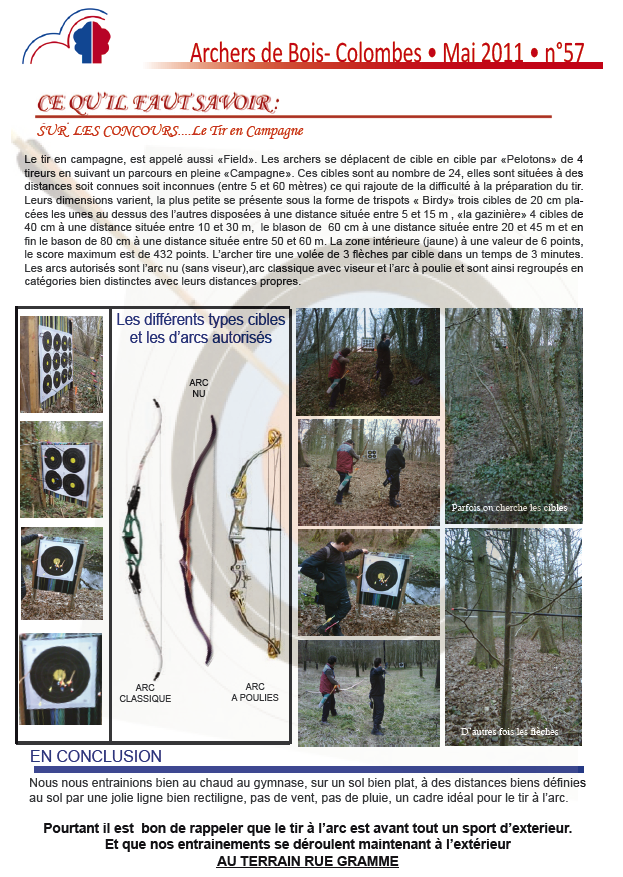 Archers de Bois- Colombes • Mai 2011 • n°57
CE QU'IL FAUT SAVOIR :
SUR LES CONCOURS....Le Tir en Campagne
Le tir en campagne, est appelé aussi «Field». Les archers se déplacent de cible en cible par «Pelotons» de 4
tireurs en suivant un parcours en pleine «Campagne». Ces cibles sont au nombre de 24, elles sont situées à des
distances soit connues soit inconnues (entre 5 et 60 mètres) ce qui rajoute de la difficulté à la préparation du tir.
Leurs dimensions varient, la plus petite se présente sous la forme de trispots « Birdy» trois cibles de 20 cm pla-
cées les unes au dessus des l'autres disposées à une distance située entre 5 et 15 m , «la gazinière» 4 cibles de
40 cm à une distance située entre 10 et 30 m, le blason de 60 cm à une distance située entre 20 et 45 m et en
fin le bason de 80 cm à une distance située entre 50 et 60 m. La zone intérieure (jaune) à une valeur de 6 points,
le score maximum est de 432 points. L'archer tire une volée de 3 flèches par cible dans un temps de 3 minutes.
Les arcs autorisés sont l'arc nu (sans viseur),arc classique avec viseur et l'arc à poulie et sont ainsi regroupés en
catégories bien distinctes avec leurs distances propres.
Les différents types cibles
et les d'arcs autorisés
ARC
NU
ARC
CLASSIQUE
ARC
A POULIES
Parfois on cherche les cibles
D'autres fois les flèches
EN CONCLUSION
Nous nous entrainions bien au chaud au gymnase, sur un sol bien plat, à des distances biens définies
au sol par une jolie ligne bien rectiligne, pas de vent, pas de pluie, un cadre idéal pour le tir à l'arc.
Pourtant il est bon de rappeler que le tir à l'arc est avant tout un sport d'exterieur.
Et que nos entrainements se déroulent maintenant à l'extérieur
AU TERRAIN RUE GRAMME